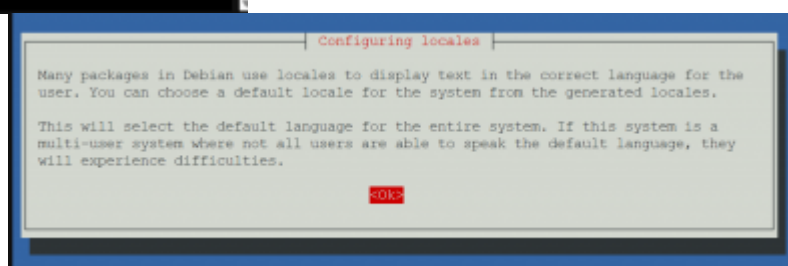 Configuring locales
Many packages in Debian use locales to display text in the correct language for the
user. You can choose a default locale for the system from the generated locales.
This will select the default language for the entire system. If this system is a
multi-user system where not all users are able to speak the default language, they
will experience difficulties.
<Ok>